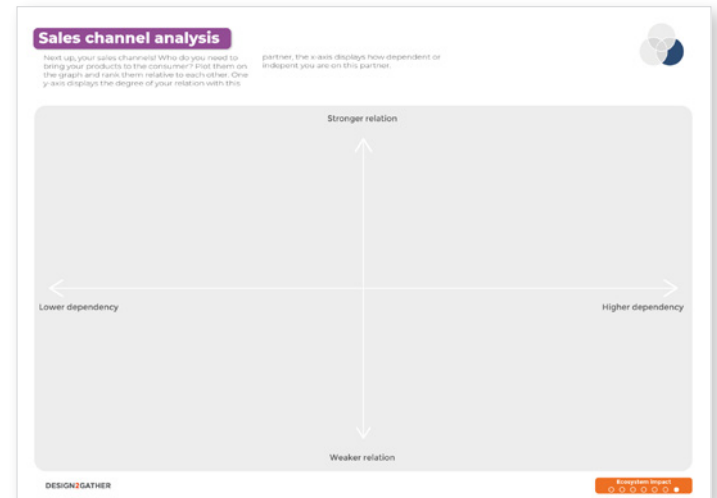 Sales channel analysis
Next up, your sales channels! Who do you need to
bring your products to the consumer? Plot them on
the graph and rank them relative to each other. One
y-axis displays the degree of your relation with this
partner, the x-axis displays how dependent or
indepent you are on this partner.
Stronger relation
Lower dependency
Higher dependency
Weaker relation
DESIGN2GATHER
Ecosystem Impact